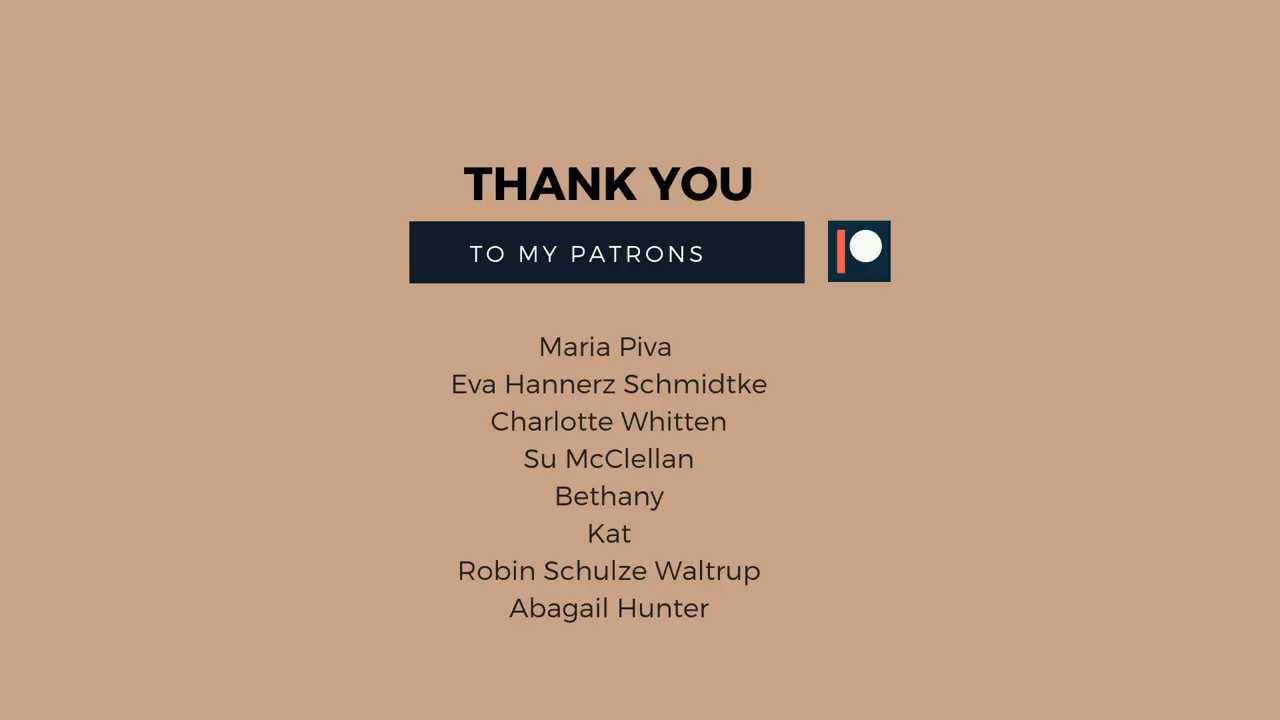 THANK YOU
TO MY PATRONS
Maria Piva
Eva Hannerz Schmidtke
Charlotte Whitten
Su McClellan
Bethany
Kat
Robin Schulze Waltrup
Abagail Hunter